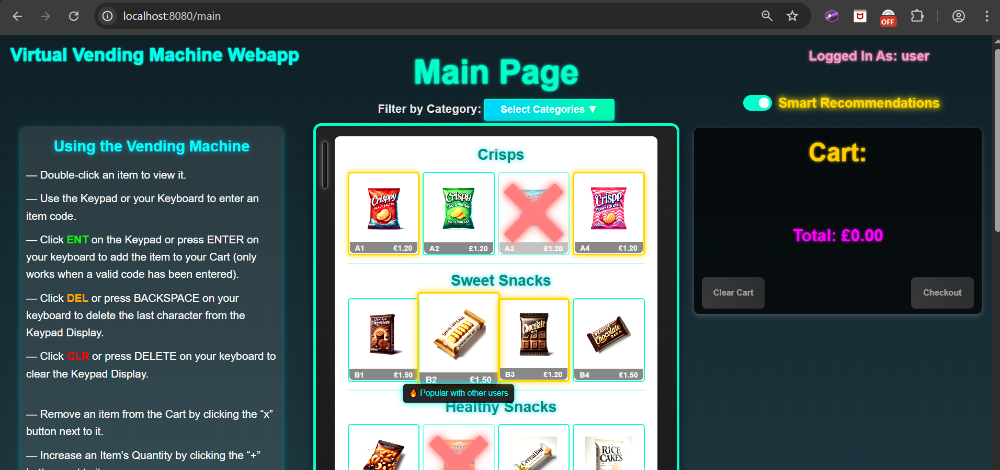 localhost:8080/main
OFF
Virtual Vending Machine Webapp
Main Page
Logged In As: user
Filter by Category:
Select Categories ▼
Smart Recommendations
Using the Vending Machine
— Double-click an item to view it.
— Use the Keypad or your Keyboard to enter an
item code.
— Click ENT on the Keypad or press ENTER on
your keyboard to add the item to your Cart (only
works when a valid code has been entered).
— Click DEL or press BACKSPACE on your
keyboard to delete the last character from the
Keypad Display.
— Click CLR or press DELETE on your keyboard to
clear the Keypad Display.
— Remove an item from the Cart by clicking the “x”
button next to it.
— Increase an Item’s Quantity by clicking the “+”
Crisps
Crisppy
READY SALTED
Crispy
SALT & VINEGAR
SALT & VINEGAR
Crispp
PRAWN COCKTAIL
A1 £1.20
A2 £1.20
A3 £1.20
A4 £1.20
Sweet Snacks
Chocolate
Digestives
SHORTBREAD
SHORT BREAD
Chocolate
BAR
PEANUT
Chocolate
BAR
B1 £1.50
B2 £1.50
B3 £1.20
B4 £1.50
🔥 Popular with other users
Healthy Snacks
Cereal Bar
RICE
CAKES
Cart:
Total: £0.00
Clear Cart
Checkout